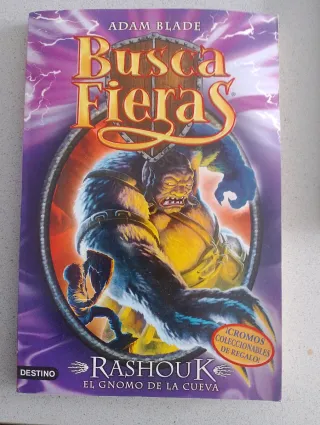 ADAM BLADE
Busca
Fieras
¡CROMOS
COLECCIONABLES
DE REGALO!
RASHOUK
EL GNOMO DE LA CUEVA
DESTINO